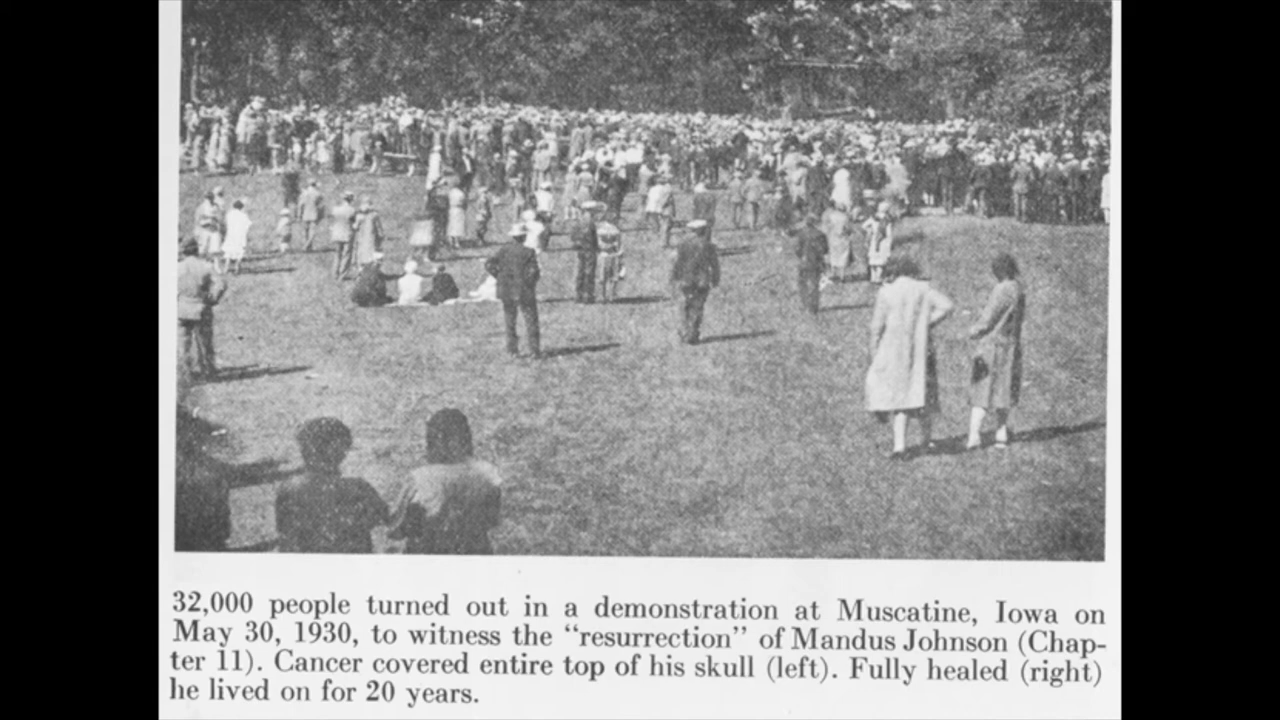 32,000 people turned out in a demonstration at Muscatine, Iowa on
May 30, 1930, to witness the "resurrection" of Mandus Johnson (Chap-
ter 11). Cancer covered entire top of his skull (left). Fully healed (right)
he lived on for 20 years.